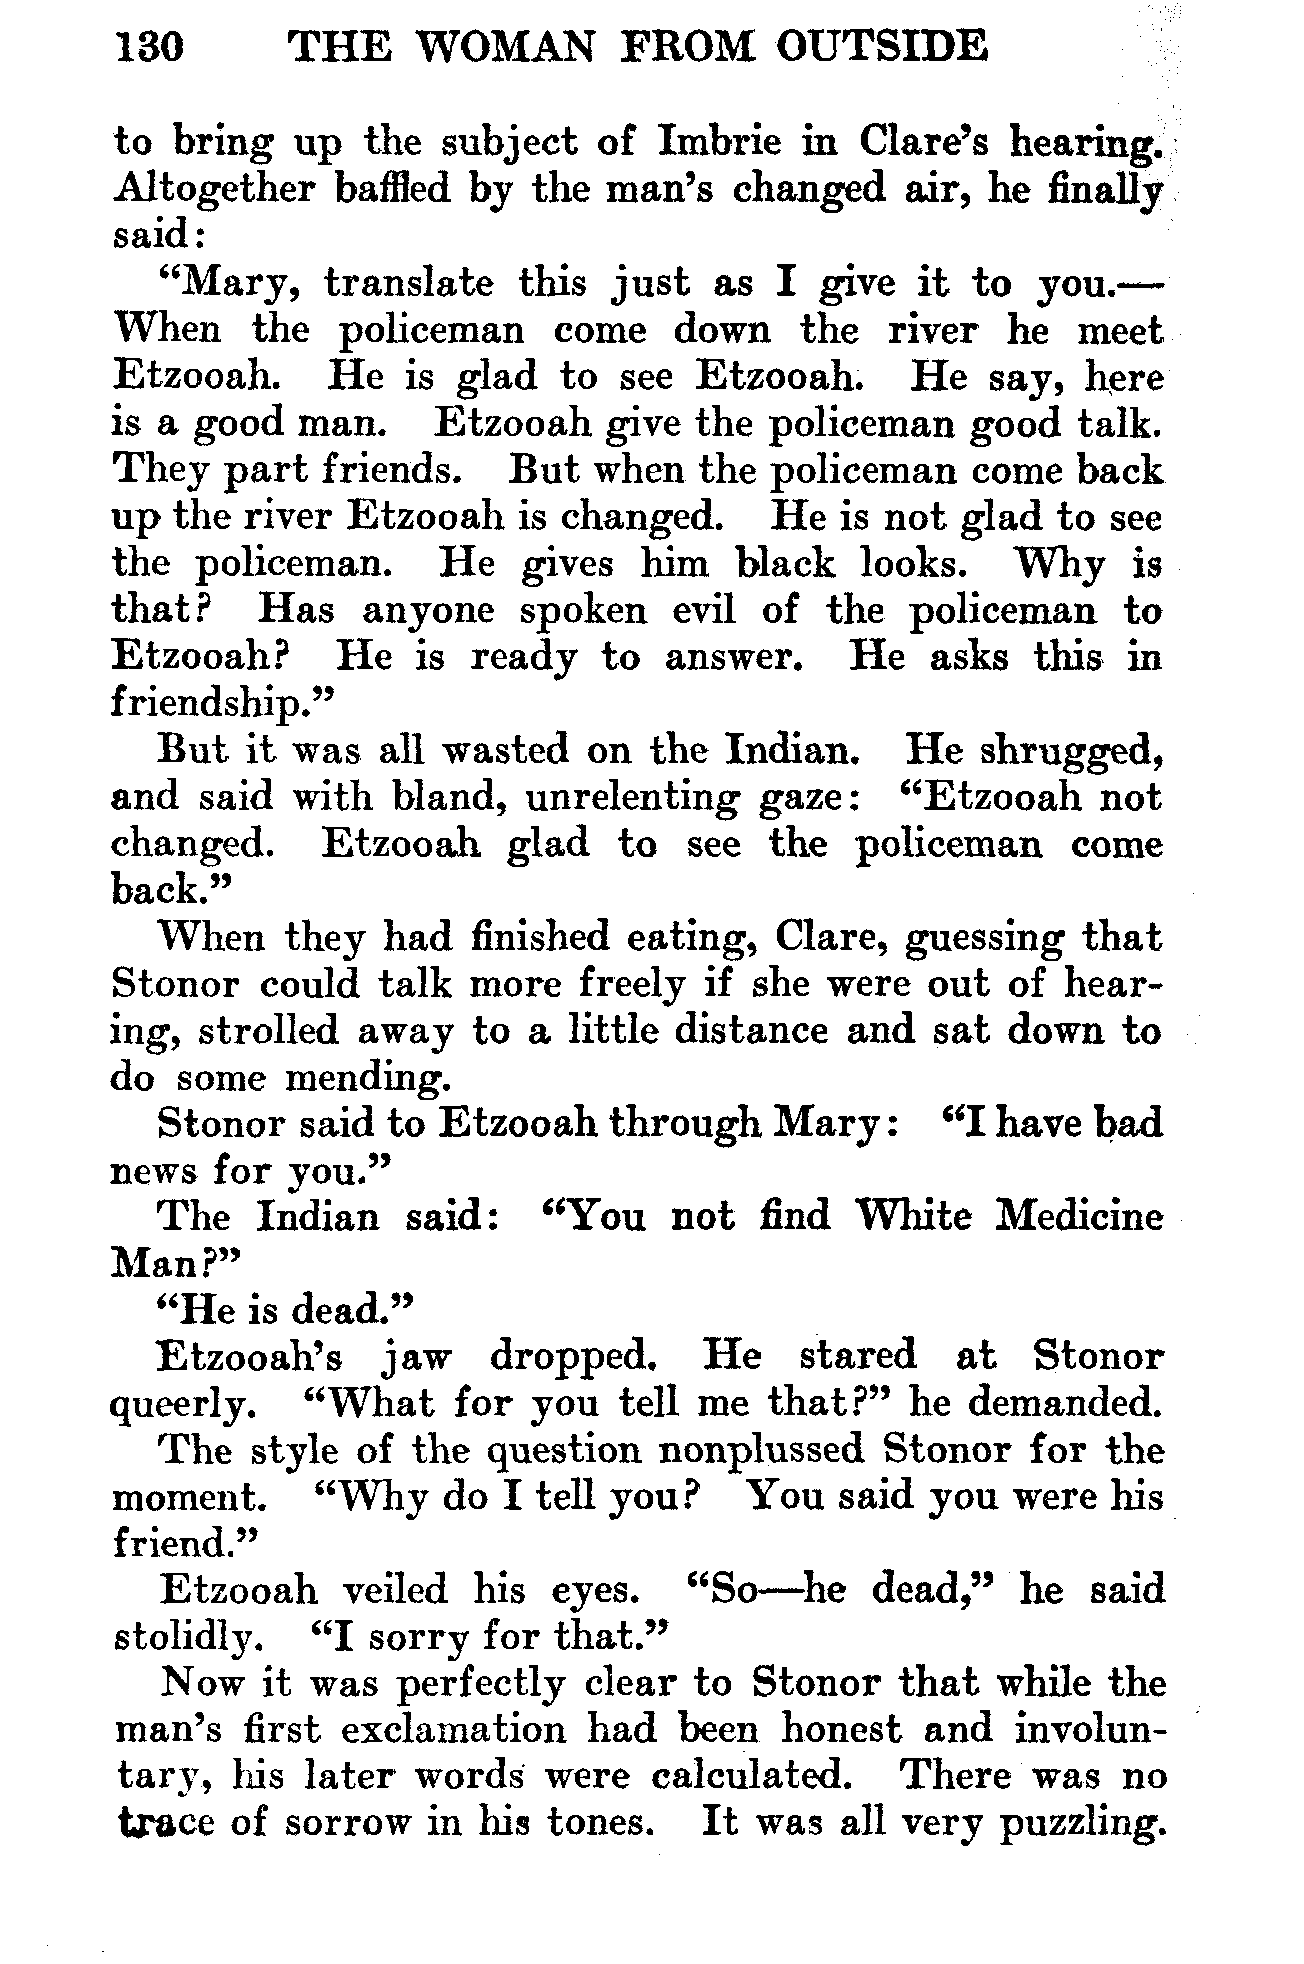 130 THE WOMAN FROM OUTSIDE
to bring up the subject of Imbrie in Clare's hearing.
Altogether baffled by the man's changed air, he finally
said:
"Mary, translate this just as I give it to you.—
When the policeman come down the river he meet
Etzooah. He is glad to see Etzooah. He say, here
is a good man. Etzooah give the policeman good talk.
They part friends. But when the policeman come back
up the river Etzooah is changed. He is not glad to see
the policeman. He gives him black looks. Why is
that? Has anyone spoken evil of the policeman to
Etzooah? He is ready to answer. He asks this in
friendship."
But it was all wasted on the Indian. He shrugged,
and said with bland, unrelenting gaze: "Etzooah not
changed. Etzooah glad to see the policeman come
back."
When they had finished eating, Clare, guessing that
Stonor could talk more freely if she were out of hear-
ing, strolled away to a little distance and sat down to
do some mending.
Stonor said to Etzooah through Mary: "I have bad
news for you."
The Indian said: "You not find White Medicine
Man?"
"He is dead."
Etzooah's jaw dropped. He stared at Stonor
queerly. "What for you tell me that?" he demanded.
The style of the question nonplussed Stonor for the
moment. "Why do I tell you? You said you were his
friend."
Etzooah veiled his eyes. "So—he dead," he said
stolidly. "I sorry for that."
Now it was perfectly clear to Stonor that while the
man's first exclamation had been honest and involun-
tary, his later words were calculated. There was no
trace of sorrow in his tones. It was all very puzzling.